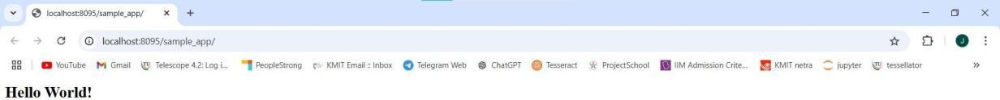 localhost:8095/sample_app/
localhost:8095/sample_app/ J
YouTube Gmail Telescope 4.2: Log i... PeopleStrong KMIT Email :: Inbox Telegram Web ChatGPT Tesseract ProjectSchool IIM Admission Crite... KMIT netra jupyter tessellator
Hello World!